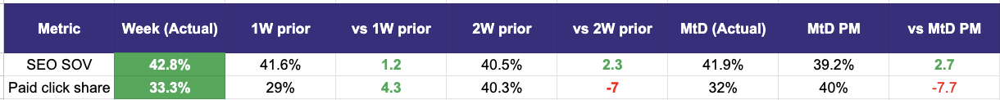 Metric Week (Actual) 1W prior vs 1W prior 2W prior vs 2W prior MtD (Actual) MtD PM vs MtD PM
SEO SOV 42.8% 41.6% 1.2 40.5% 2.3 41.9% 39.2% 2.7
Paid click share 33.3% 29% 4.3 40.3% -7 32% 40% -7.7